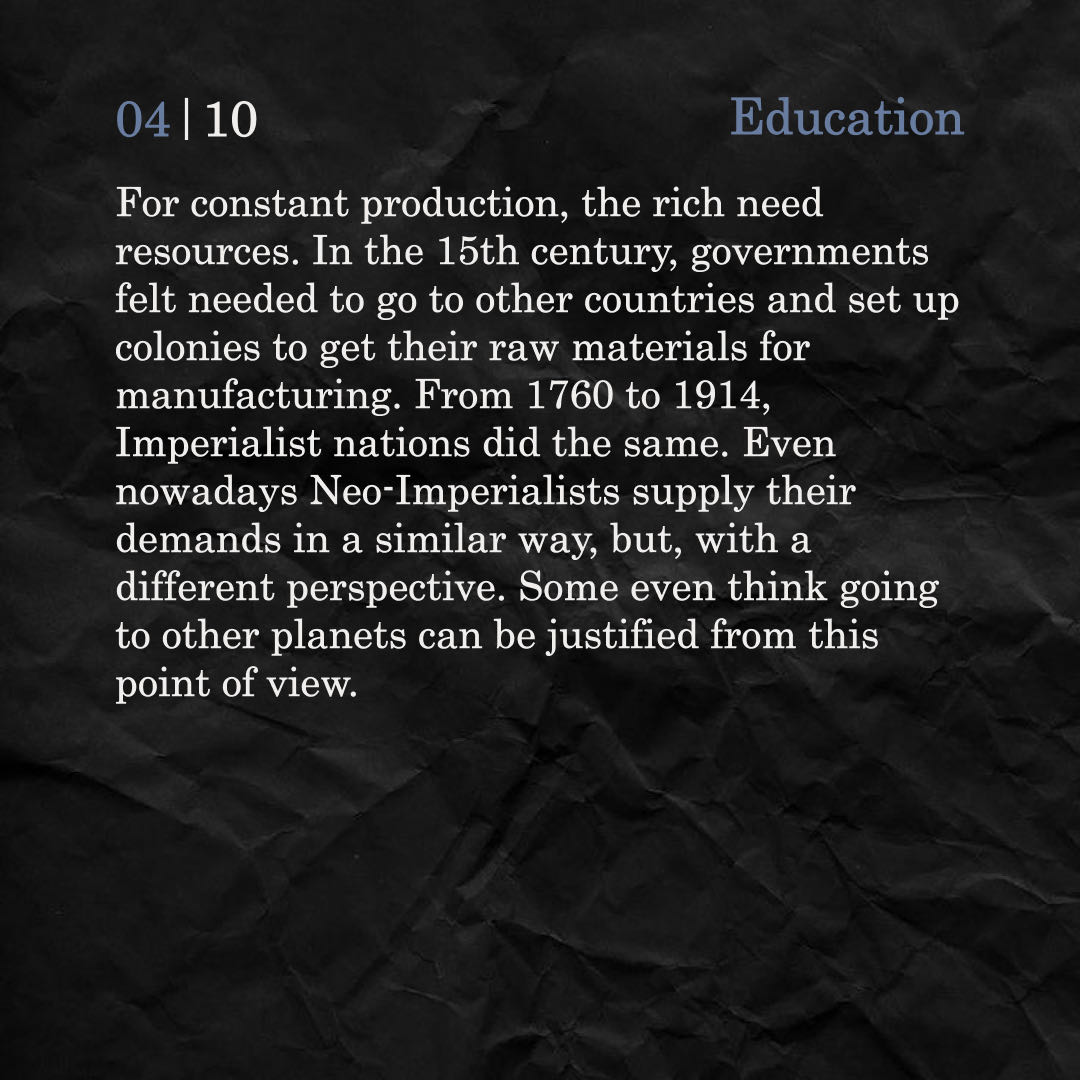 04 | 10
Education
For constant production, the rich need
resources. In the 15th century, governments
felt needed to go to other countries and set up
colonies to get their raw materials for
manufacturing. From 1760 to 1914,
Imperialist nations did the same. Even
nowadays Neo-Imperialists supply their
demands in a similar way, but, with a
different perspective. Some even think going
to other planets can be justified from this
point of view.